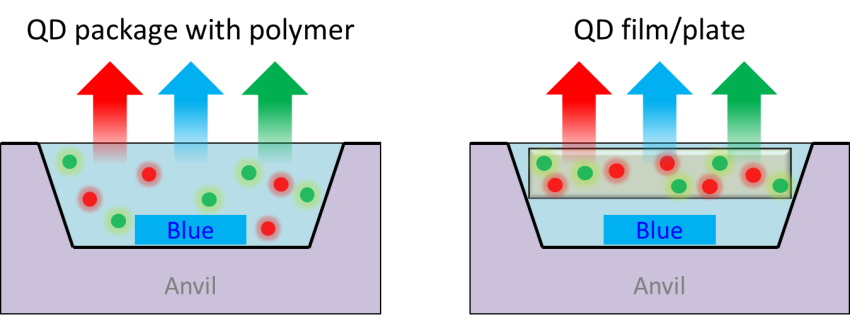 QD package with polymer
QD film/plate
Blue
Blue
Anvil
Anvil